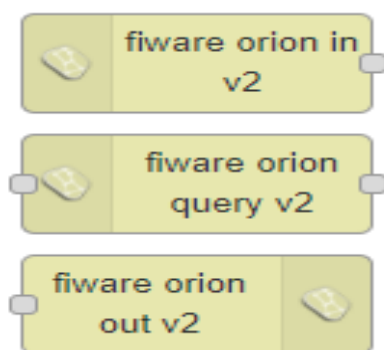 fiware orion in
v2
fiware orion
query v2
fiware orion
out v2